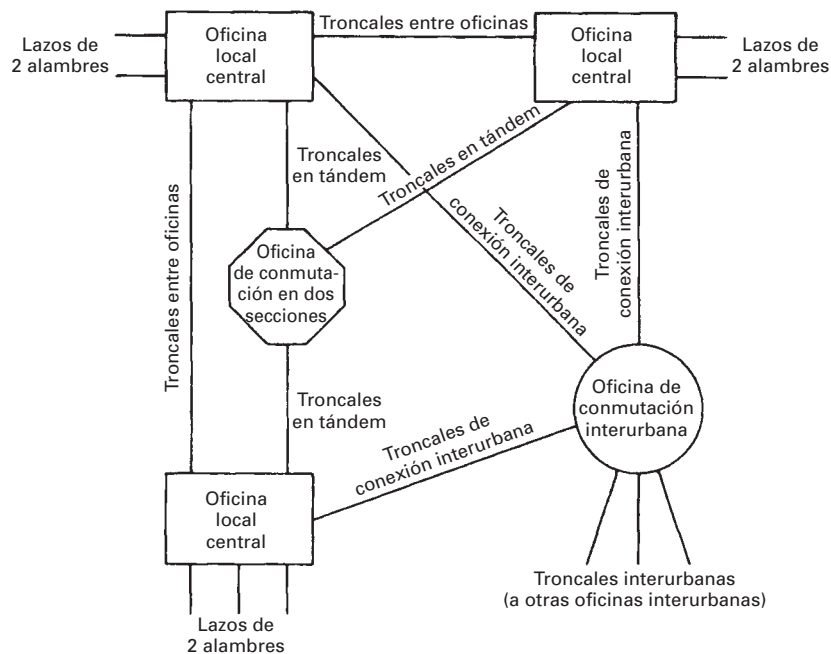 Troncales entre oficinas
Lazos de
2 alambres
Oficina
local
central
Oficina
local
central
Lazos de
2 alambres
Troncales
en tándem
Troncales en tándem
Troncales entre oficinas
Oficina
de conmuta-
ción en dos
secciones
Troncales de
conexión interurbana
Troncales de
conexión interurbana
Oficina de
conmutación
interurbana
Troncales
en tándem
Troncales de
conexión interurbana
Oficina
local
central
Troncales interurbanas
(a otras oficinas interurbanas)
Lazos de
2 alambres